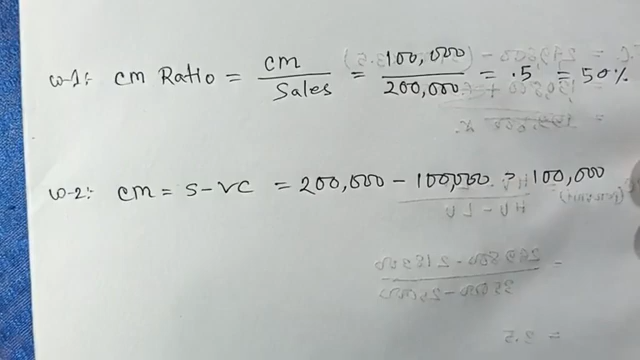 W-1:- CM Ratio = CM / Sales = 100,000 / 200,000 = .5 = 50%
W-2:- CM = S-VC = 200,000 - 100,000 = 100,000